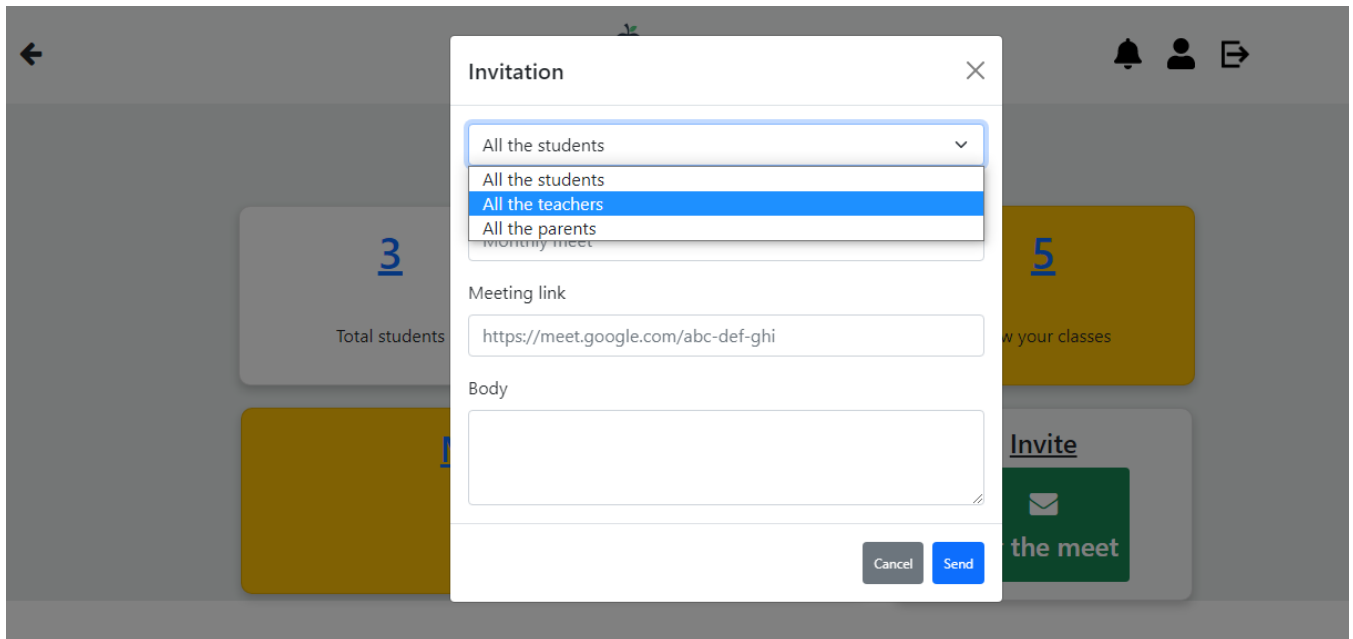 Invitation
All the students
All the students
All the teachers
All the parents
Monthly meet
3
5
Meeting link
Total students
https://meet.google.com/abc-def-ghi
your classes
Body
Invite
the meet
Cancel
Send